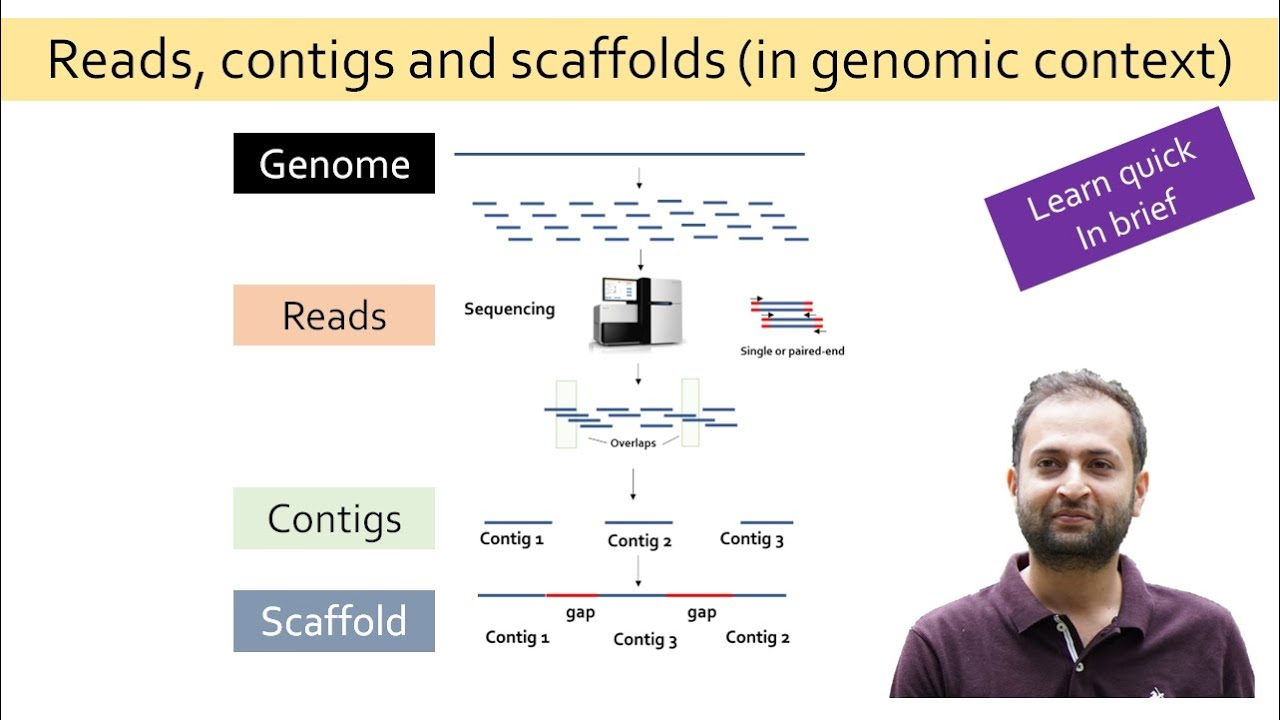 Reads, contigs and scaffolds (in genomic context)
Genome
Learn quick
In brief
Reads
Sequencing
Single or paired-end
Overlaps
Contigs
Contig 1
Contig 2
Contig 3
Scaffold
gap
gap
Contig 1
Contig 3
Contig 2